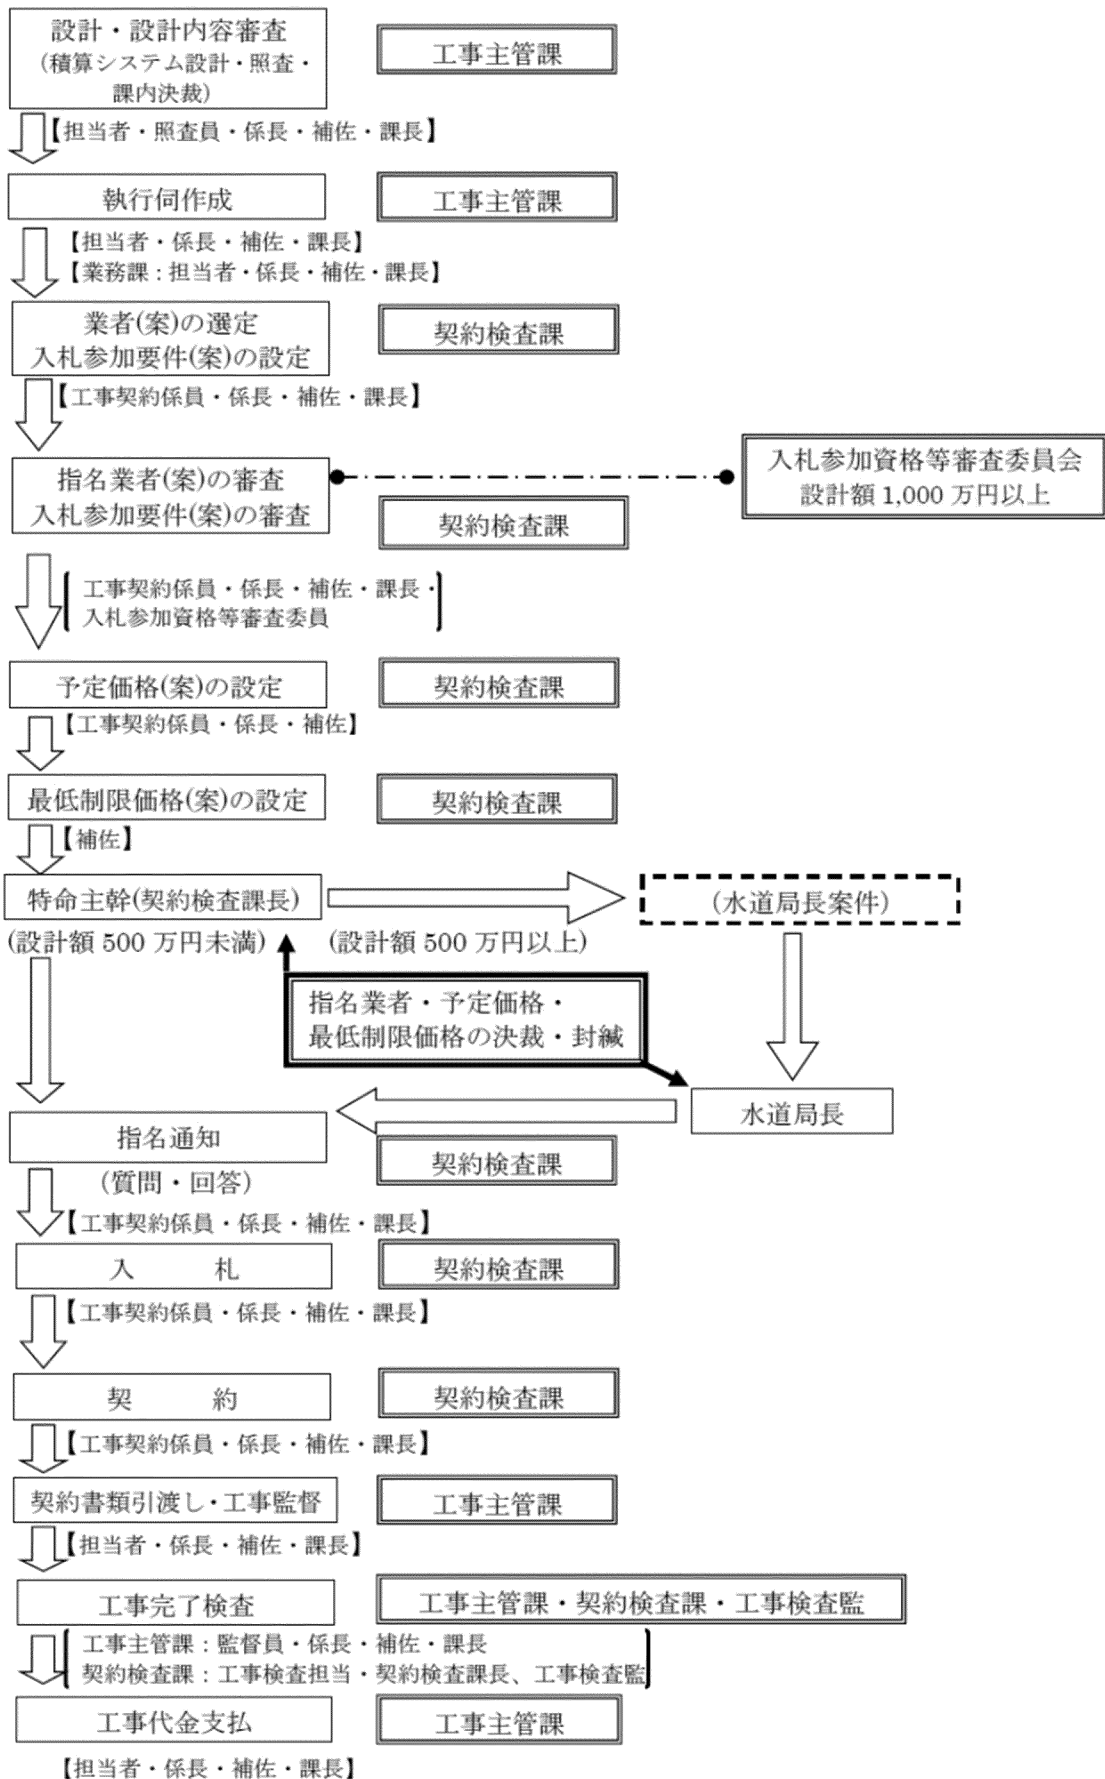 設計・設計内容審査
(積算システム設計・照査・
課内決裁)
工事主管課
【担当者・照査員・係長・補佐・課長】
執行伺作成
工事主管課
【担当者・係長・補佐・課長】
【業務課：担当者・係長・補佐・課長】
業者(案)の選定
入札参加要件(案)の設定
契約検査課
【工事契約係員・係長・補佐・課長】
指名業者(案)の審査
入札参加要件(案)の審査
入札参加資格等審査委員会
設計額 1,000 万円以上
契約検査課
工事契約係員・係長・補佐・課長・
入札参加資格等審査委員
予定価格(案)の設定
契約検査課
【工事契約係員・係長・補佐】
最低制限価格(案)の設定
契約検査課
【補佐】
特命主幹(契約検査課長)
(水道局長案件)
(設計額 500 万円未満)
(設計額 500 万円以上)
指名業者・予定価格・
最低制限価格の決裁・封緘
水道局長
指名通知
契約検査課
(質問・回答)
【工事契約係員・係長・補佐・課長】
入　　　札
契約検査課
【工事契約係員・係長・補佐・課長】
契　　　約
契約検査課
【工事契約係員・係長・補佐・課長】
契約書類引渡し・工事監督
工事主管課
【担当者・係長・補佐・課長】
工事完了検査
工事主管課・契約検査課・工事検査監
工事主管課：監督員・係長・補佐・課長
契約検査課：工事検査担当・契約検査課長、工事検査監
工事代金支払
工事主管課
【担当者・係長・補佐・課長】